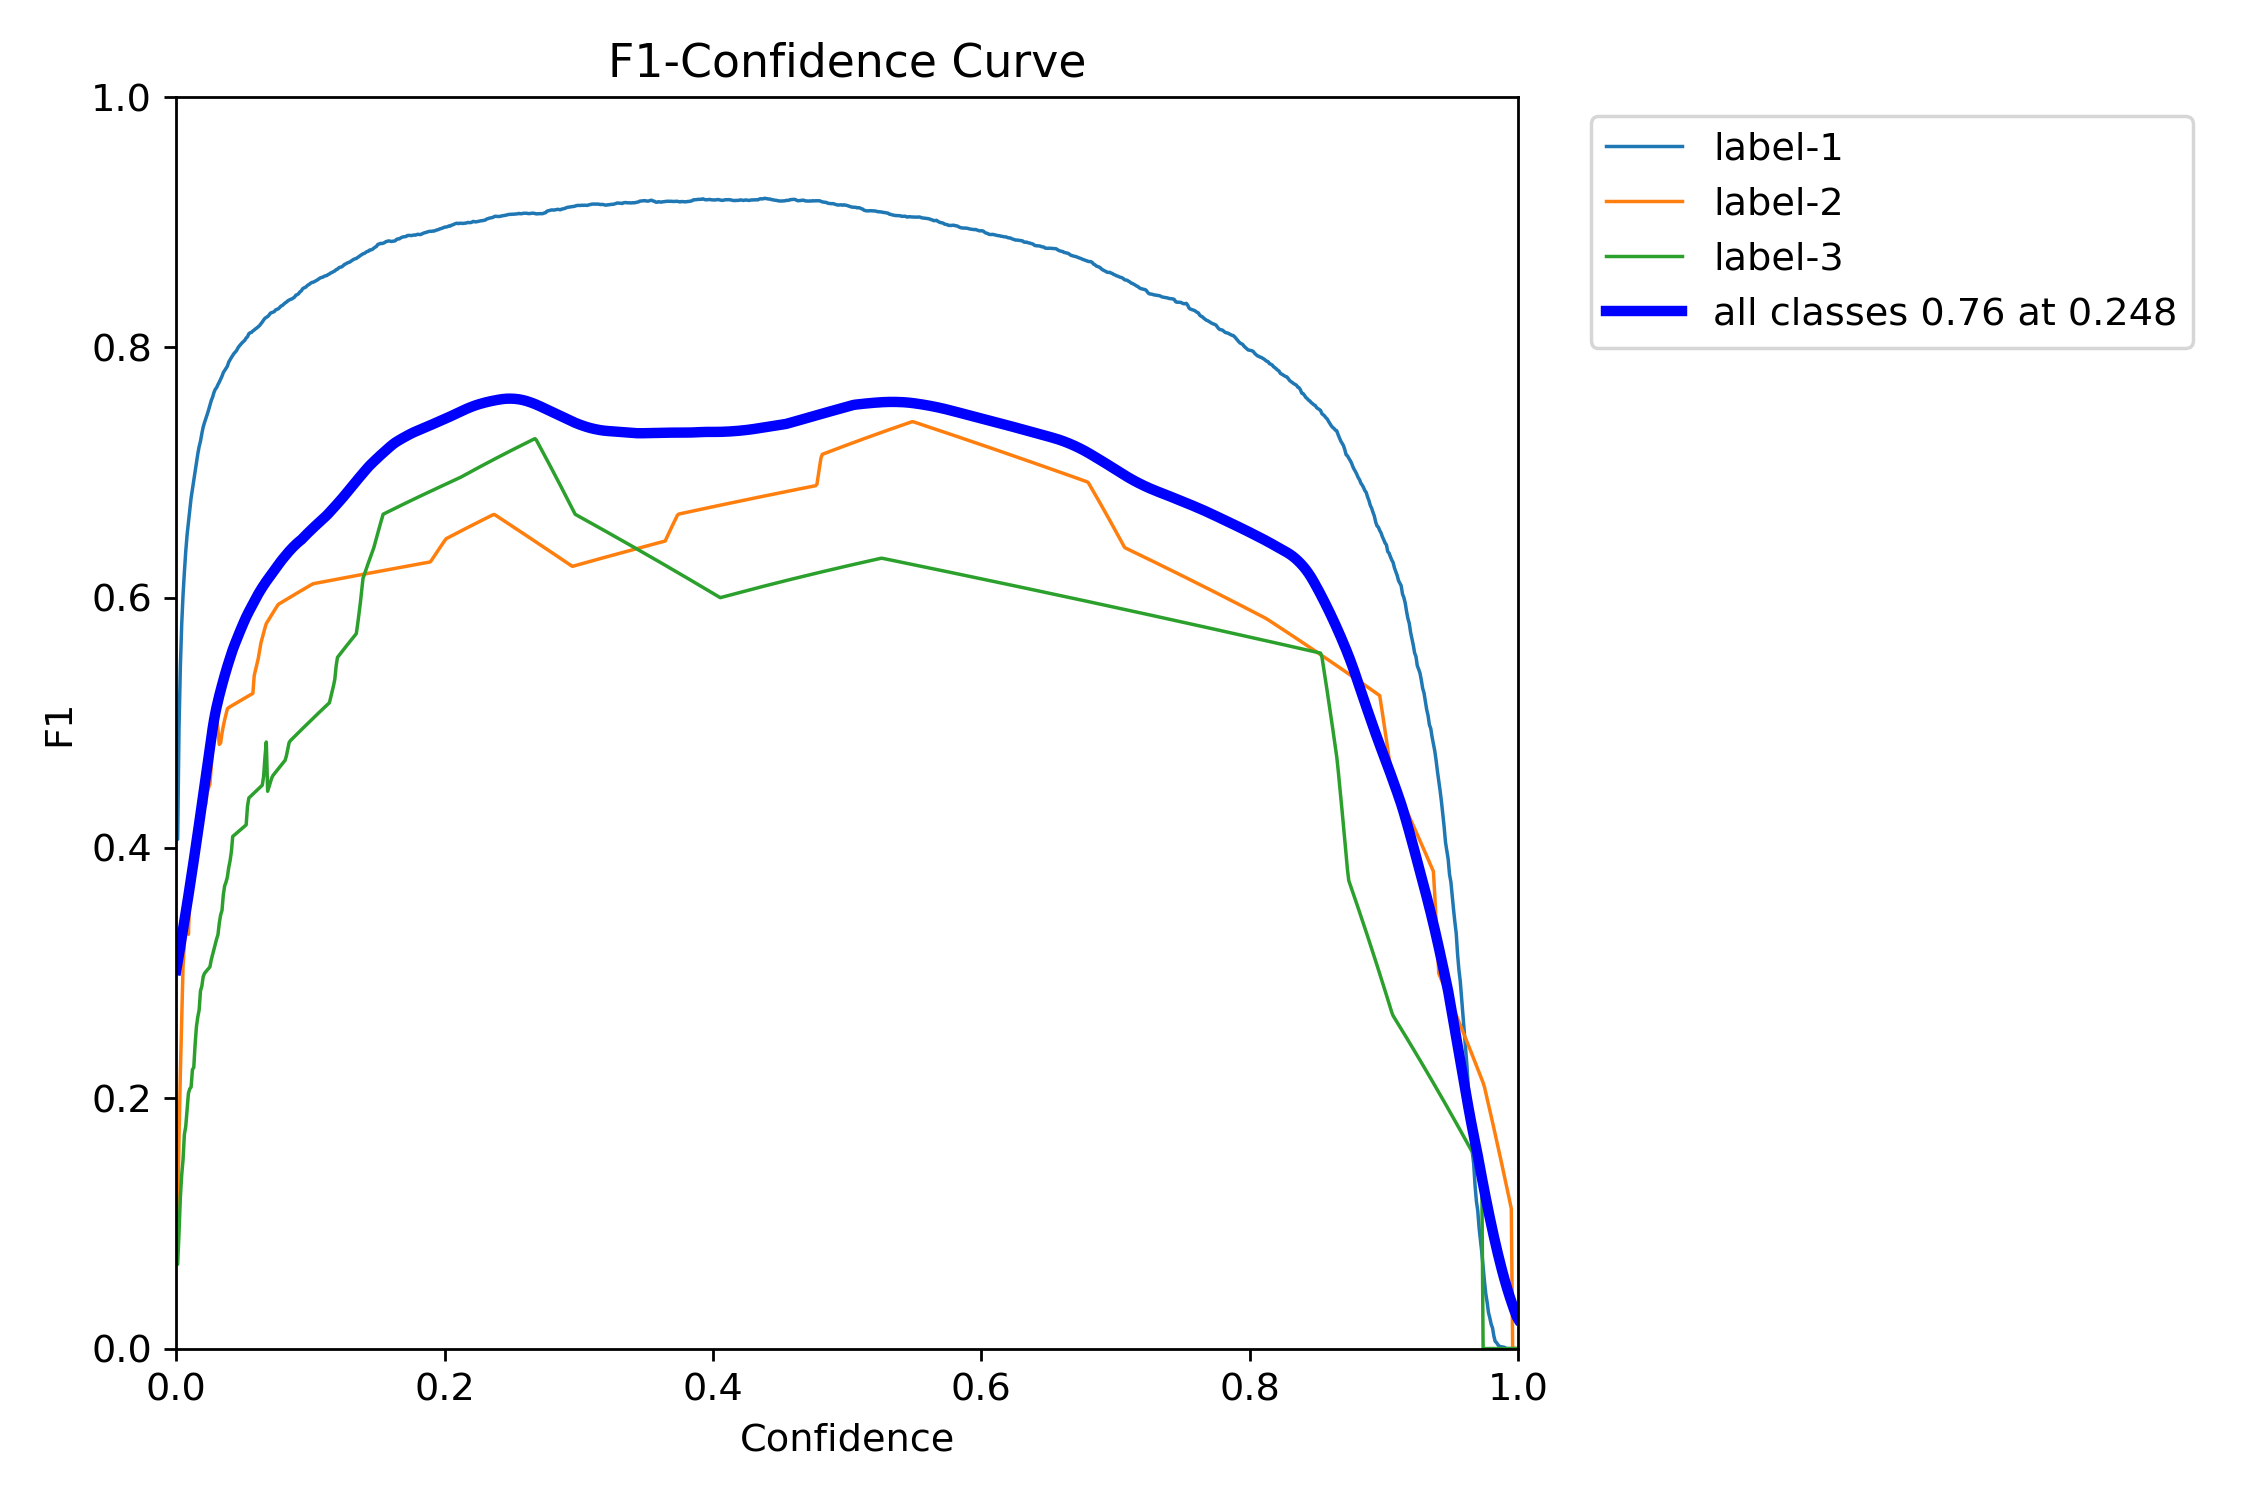 F1-Confidence Curve
1.0
0.8
0.6
0.4
0.2
0.0
F1
0.0 0.2 0.4 0.6 0.8 1.0
Confidence
label-1
label-2
label-3
all classes 0.76 at 0.248